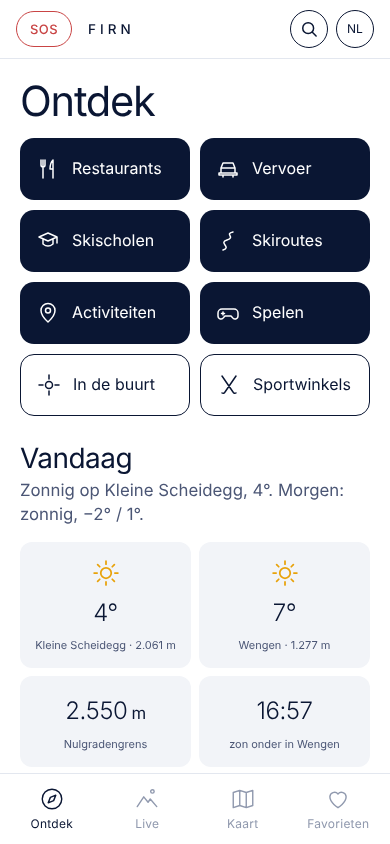 SOS
FIRN
NL
Ontdek
Restaurants
Vervoer
Skischolen
Skiroutes
Activiteiten
Spelen
In de buurt
Sportwinkels
Vandaag
Zonnig op Kleine Scheidegg, 4°. Morgen:
zonnig, −2° / 1°.
4°
Kleine Scheidegg · 2.061 m
7°
Wengen · 1.277 m
2.550 m
Nulgradengrens
16:57
zon onder in Wengen
Ontdek
Live
Kaart
Favorieten